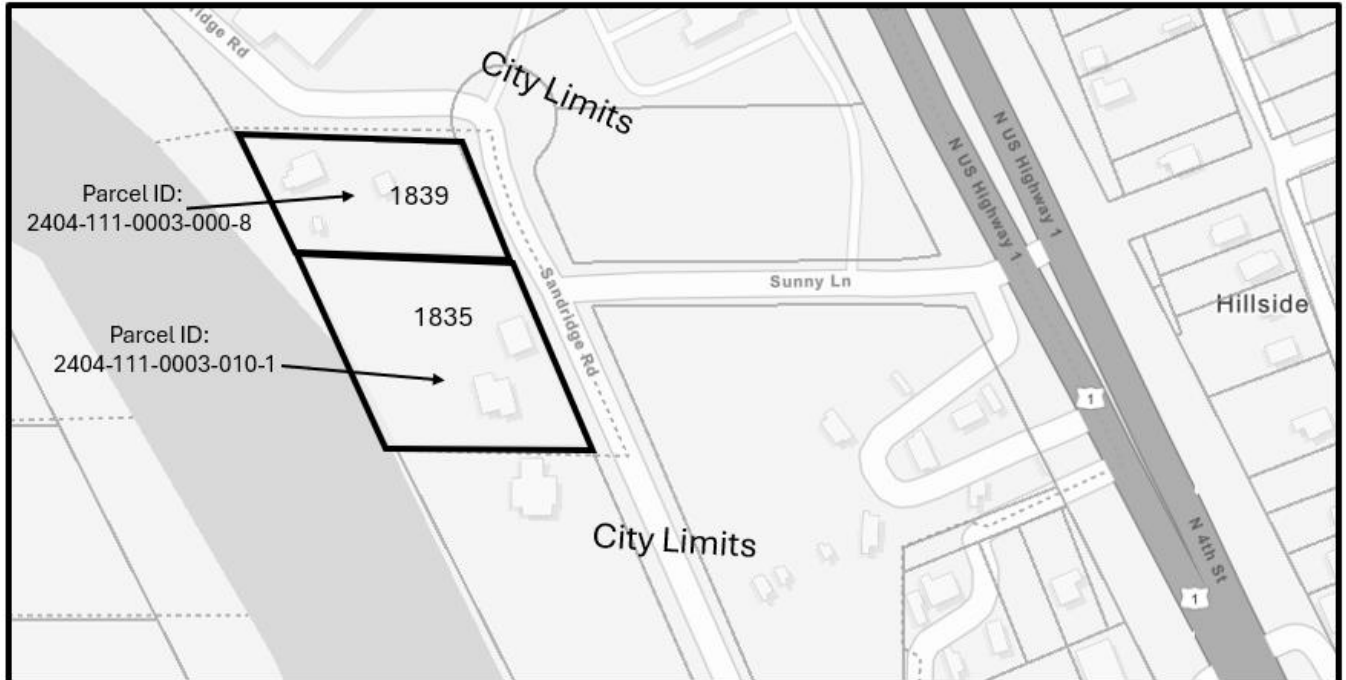 idge Rd
City Limits
N US Highway 1
N US Highway 1
Parcel ID:
2404-111-0003-000-8
1839
Sandridge Rd
Sunny Ln
Hillside
1835
Parcel ID:
2404-111-0003-010-1
1
City Limits
N 4th St
1